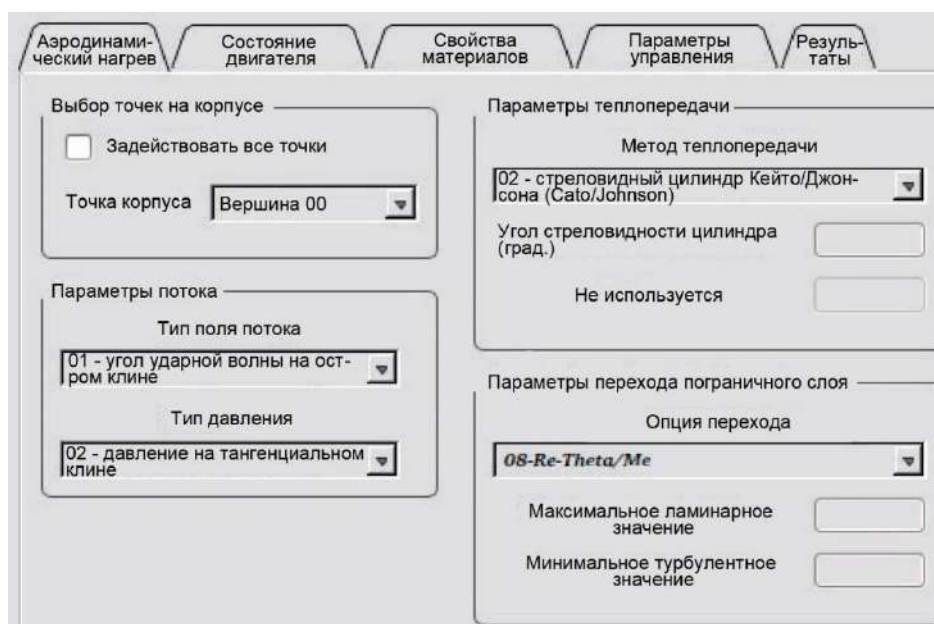 Аэродинами-
ческий нагрев
Состояние
двигателя
Свойства
материалов
Параметры
управления
Резуль-
таты
Выбор точек на корпусе
Задействовать все точки
Точка корпуса
Вершина 00
Параметры потока
Тип поля потока
01 - угол ударной волны на ост-
ром клине
Тип давления
02 - давление на тангенциальном
клине
Параметры теплопередачи
Метод теплопередачи
02 - стреловидный цилиндр Кейто/Джон-
сона (Cato/Johnson)
Угол стреловидности цилиндра
(град.)
Не используется
Параметры перехода пограничного слоя
Опция перехода
08-Re-Theta/Me
Максимальное ламинарное
значение
Минимальное турбулентное
значение